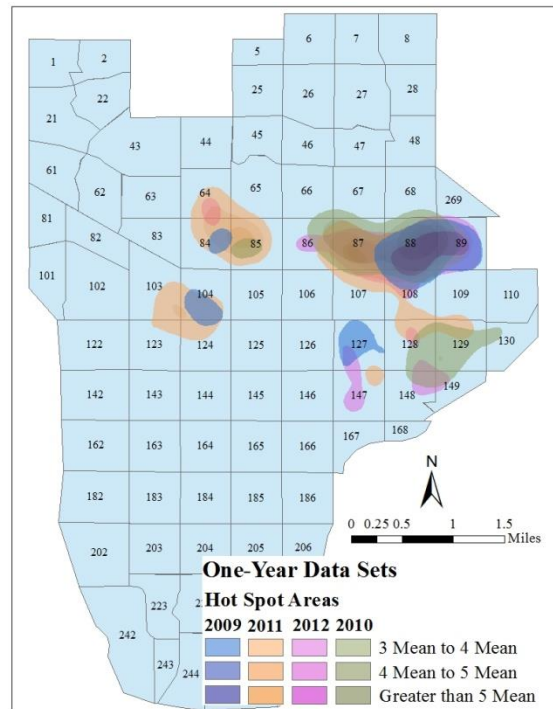 6 7 8
1 2 5
25 26 27 28
22
21
43 44 45 46 47 48
61 62 63 64 65 66 67 68 269
81 82 83 84 85 86 87 88 89
101 102 103 104 105 106 107 108 109 110
122 123 124 125 126 127 128 129 130
142 143 144 145 146 147 148 149
162 163 164 165 166 167 168
182 183 184 185 186
202 203 204 205 206
223
242 243 244
N
0 0.25 0.5 1 1.5
Miles
One-Year Data Sets
Hot Spot Areas
2009 2011 2012 2010
3 Mean to 4 Mean
4 Mean to 5 Mean
Greater than 5 Mean